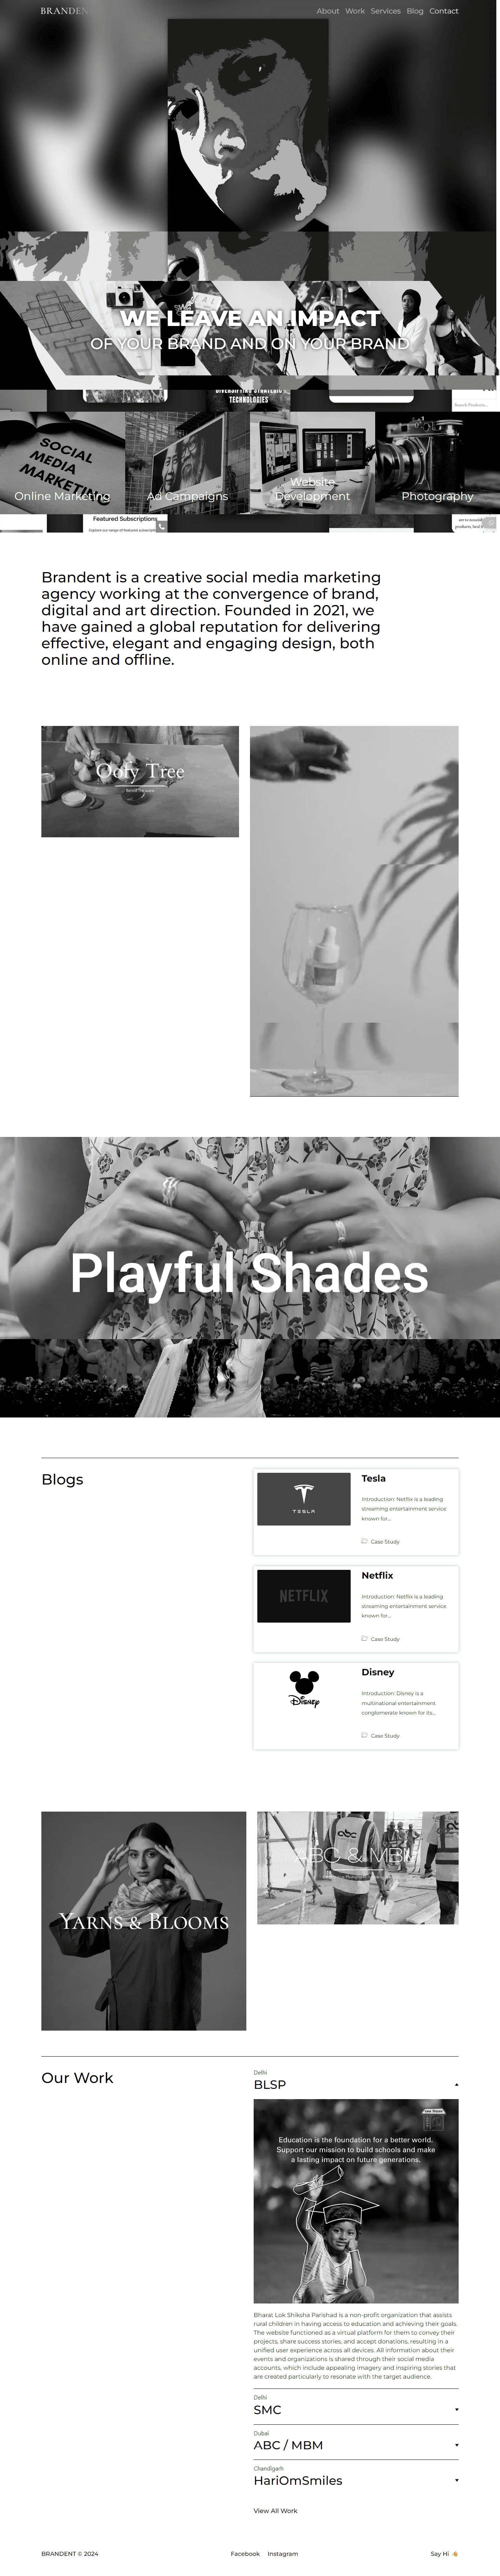 BRANDEN
About Work Services Blog Contact
WE LEAVE AN IMPACT
OF YOUR BRAND AND ON YOUR BRAND
TECHNOLOGIES
Search Products...
SOCIAL
MEDIA
MARKETING
Online Marketing
Ad Campaigns
Website
Development
Photography
Featured Subscriptions
Brandent is a creative social media marketing
agency working at the convergence of brand,
digital and art direction. Founded in 2021, we
have gained a global reputation for delivering
effective, elegant and engaging design, both
online and offline.
Oofy Tree
Playful Shades
Blogs
TESLA
Tesla
Introduction: Netflix is a leading
streaming entertainment service
known for...
Case Study
NETFLIX
Netflix
Introduction: Netflix is a leading
streaming entertainment service
known for...
Case Study
Disney
Disney
Introduction: Disney is a
multinational entertainment
conglomerate known for its...
Case Study
Yarns & Blooms
abc
ABC & MBM
abc
Our Work
Delhi
BLSP
Education is the foundation for a better world.
Support our mission to build schools and make
a lasting impact on future generations.
Bharat Lok Shiksha Parishad is a non-profit organization that assists
rural children in having access to education and achieving their goals.
The website functioned as a virtual platform for them to convey their
projects, share success stories, and accept donations, resulting in a
unified user experience across all devices. All information about their
events and organizations is shared through their social media
accounts, which include appealing imagery and inspiring stories that
are created particularly to resonate with the target audience.
Delhi
SMC
Dubai
ABC / MBM
Chandigarh
HariOmSmiles
View All Work
BRANDENT © 2024
Facebook Instagram
Say Hi 👋